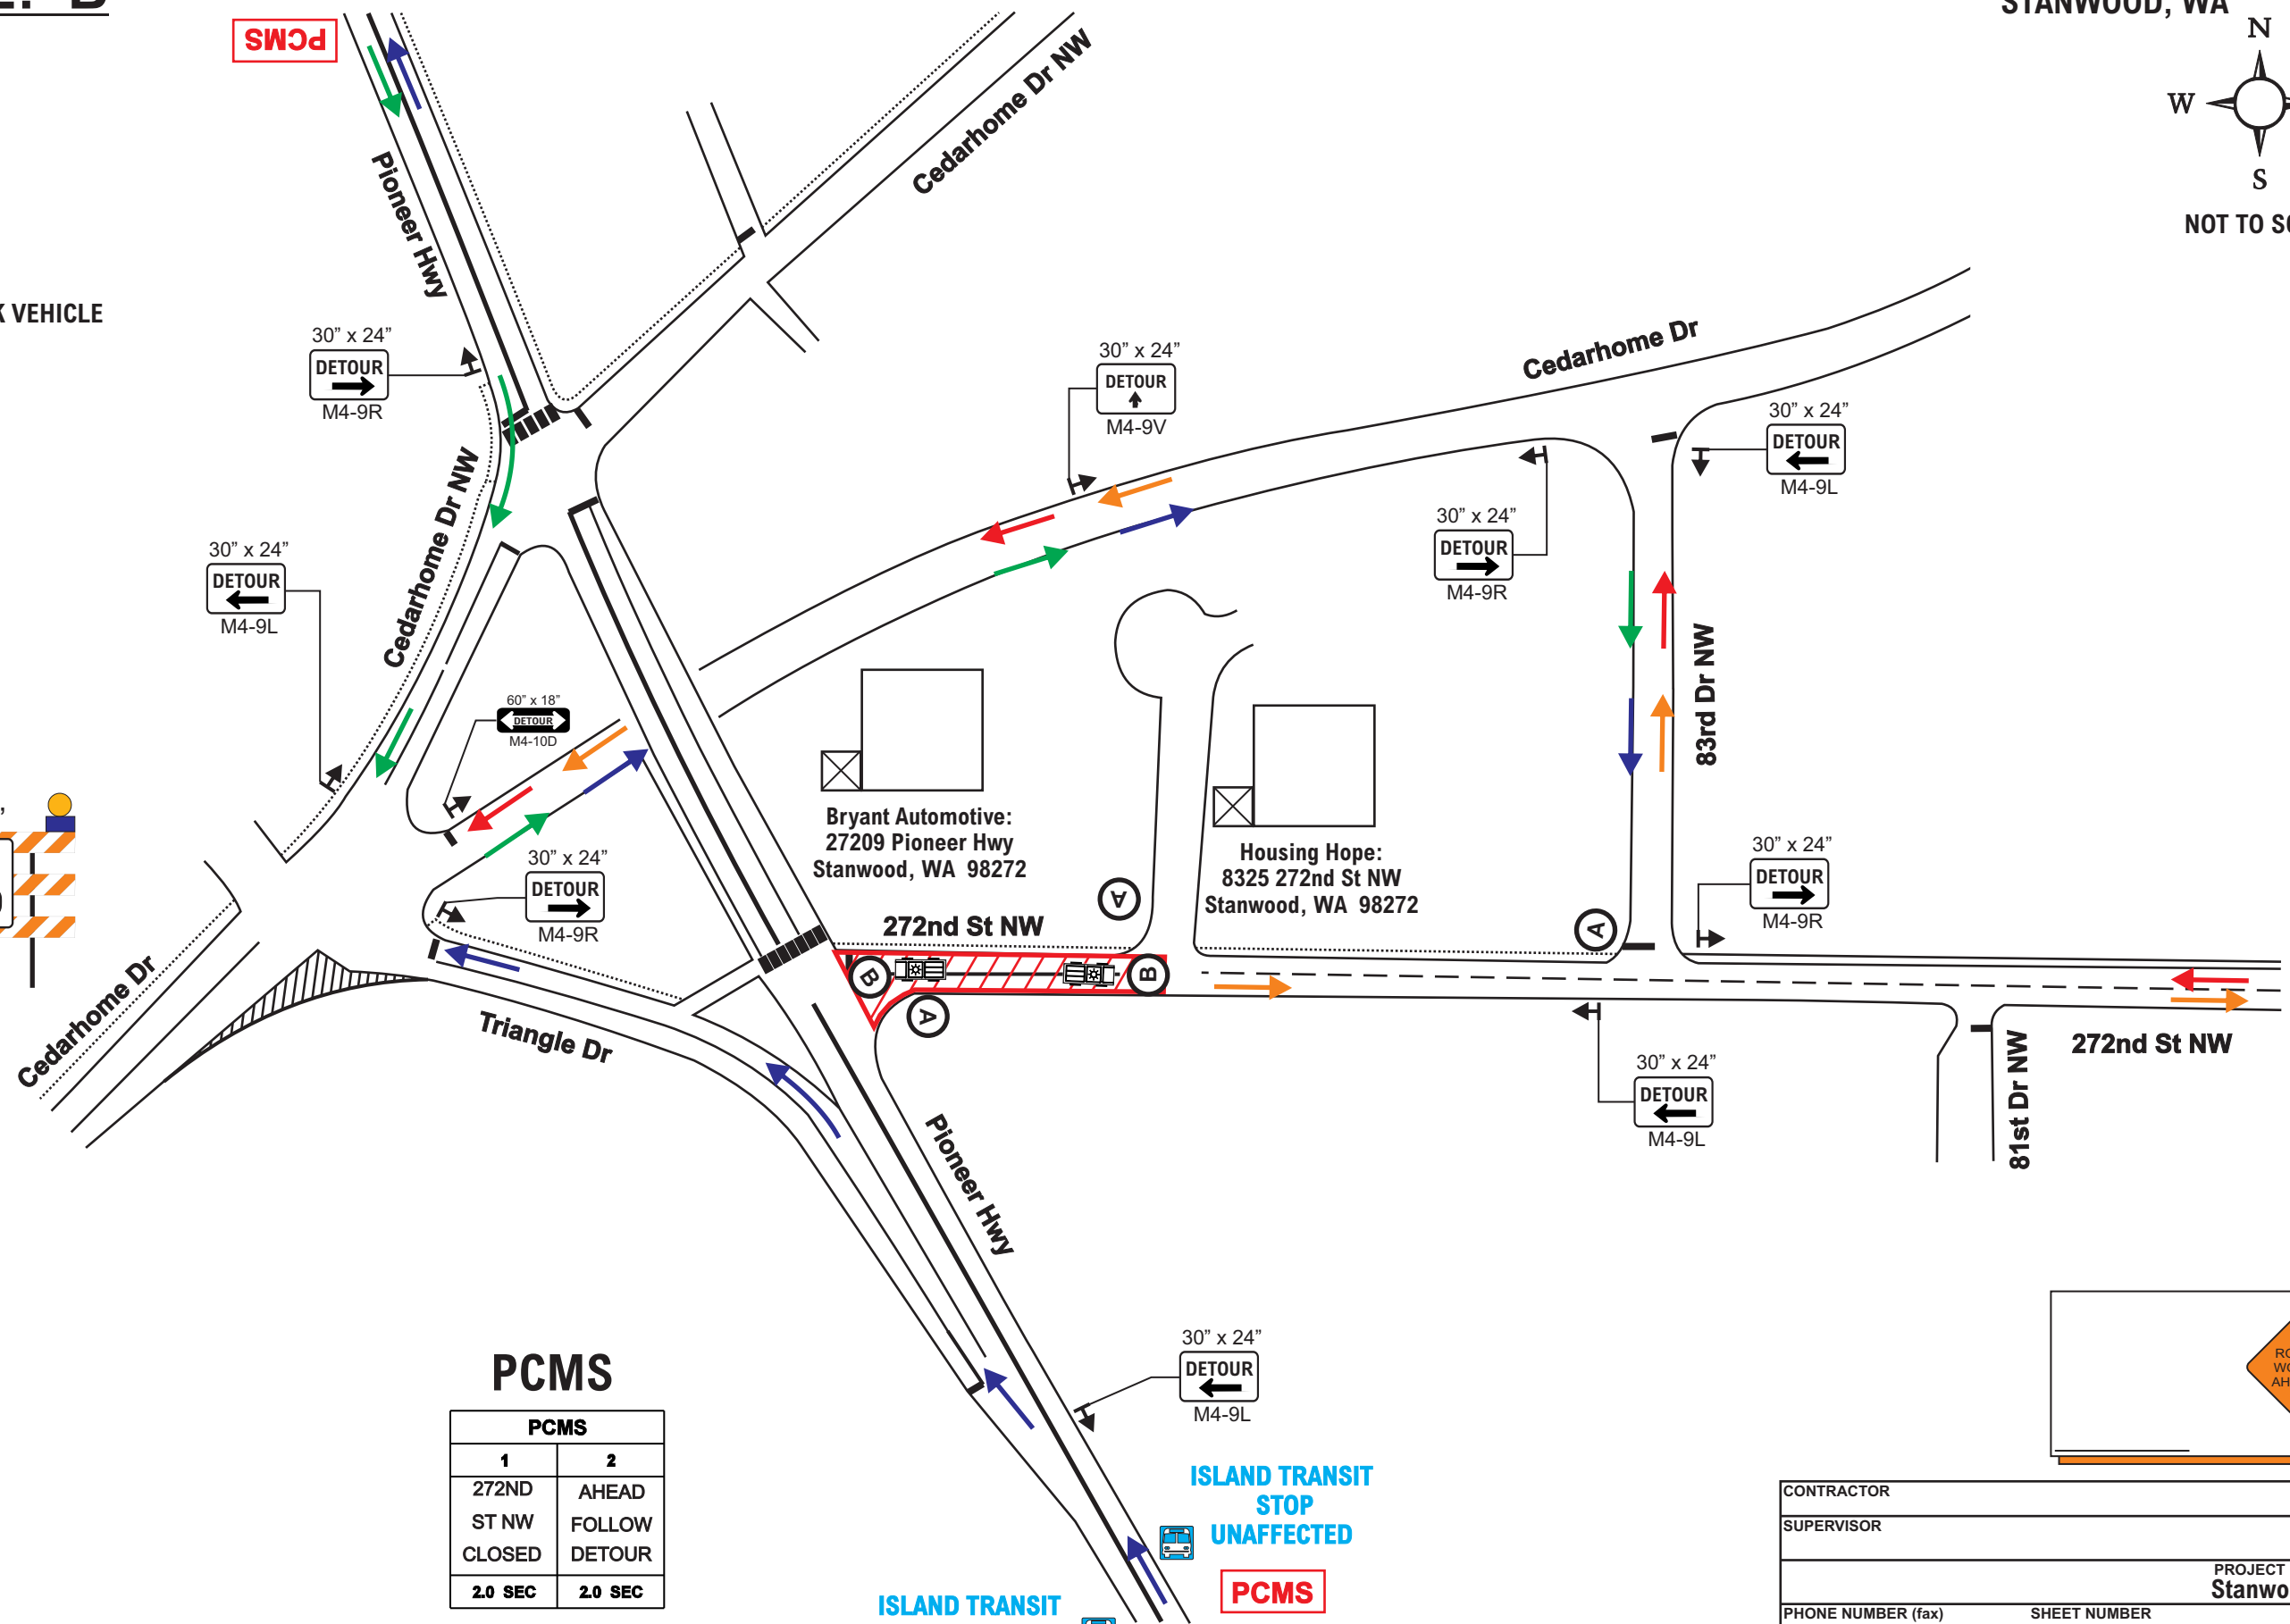 STANWOOD, WA
N
W
S
PCMS
Cedarhome Dr NW
Pioneer Hwy
VEHICLE
30” x 24”
DETOUR
M4-9R
30” x 24”
DETOUR
M4-9V
Cedarhome Dr
30” x 24”
DETOUR
M4-9L
Cedarhome Dr NW
30” x 24”
DETOUR
M4-9R
30” x 24”
DETOUR
M4-9L
83rd Dr NW
60” x 18”
DETOUR
M4-10D
Bryant Automotive:
27209 Pioneer Hwy
Stanwood, WA 98272
Housing Hope:
8325 272nd St NW
Stanwood, WA 98272
30” x 24”
DETOUR
M4-9R
30” x 24”
DETOUR
M4-9R
A
A
272nd St NW
B
B
A
Cedarhome Dr
Triangle Dr
272nd St NW
81st Dr NW
30” x 24”
DETOUR
M4-9L
Pioneer Hwy
30” x 24”
DETOUR
M4-9L
PCMS
PCMS
1 2
272ND AHEAD
ST NW FOLLOW
CLOSED DETOUR
2.0 SEC 2.0 SEC
ISLAND TRANSIT
STOP
UNAFFECTED
PCMS
ISLAND TRANSIT
NOT TO
CONTRACTOR
SUPERVISOR
PROJECT
PHONE NUMBER (fax) SHEET NUMBER